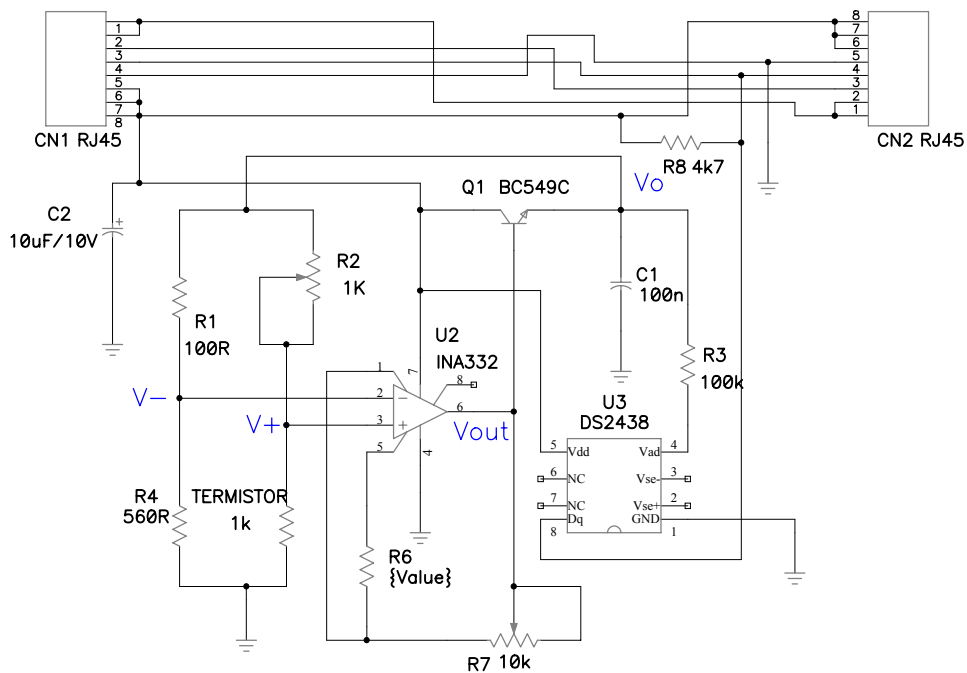 1
2
3
4
5
6
7
8
CN1 RJ45
8
7
6
5
4
3
2
1
CN2 RJ45
R8 4k7
Vo
Q1 BC549C
C2
10uF/10V
R2
1K
C1
100n
R1
100R
U2
INA332
R3
100k
1
7
8
2
3
6
5
4
V-
V+
Vout
U3
DS2438
5 Vdd Vad 4
6 NC Vse- 3
7 NC Vse+ 2
Dq GND
8 1
R4
560R
TERMISTOR
1k
R6
{Value}
R7 10k